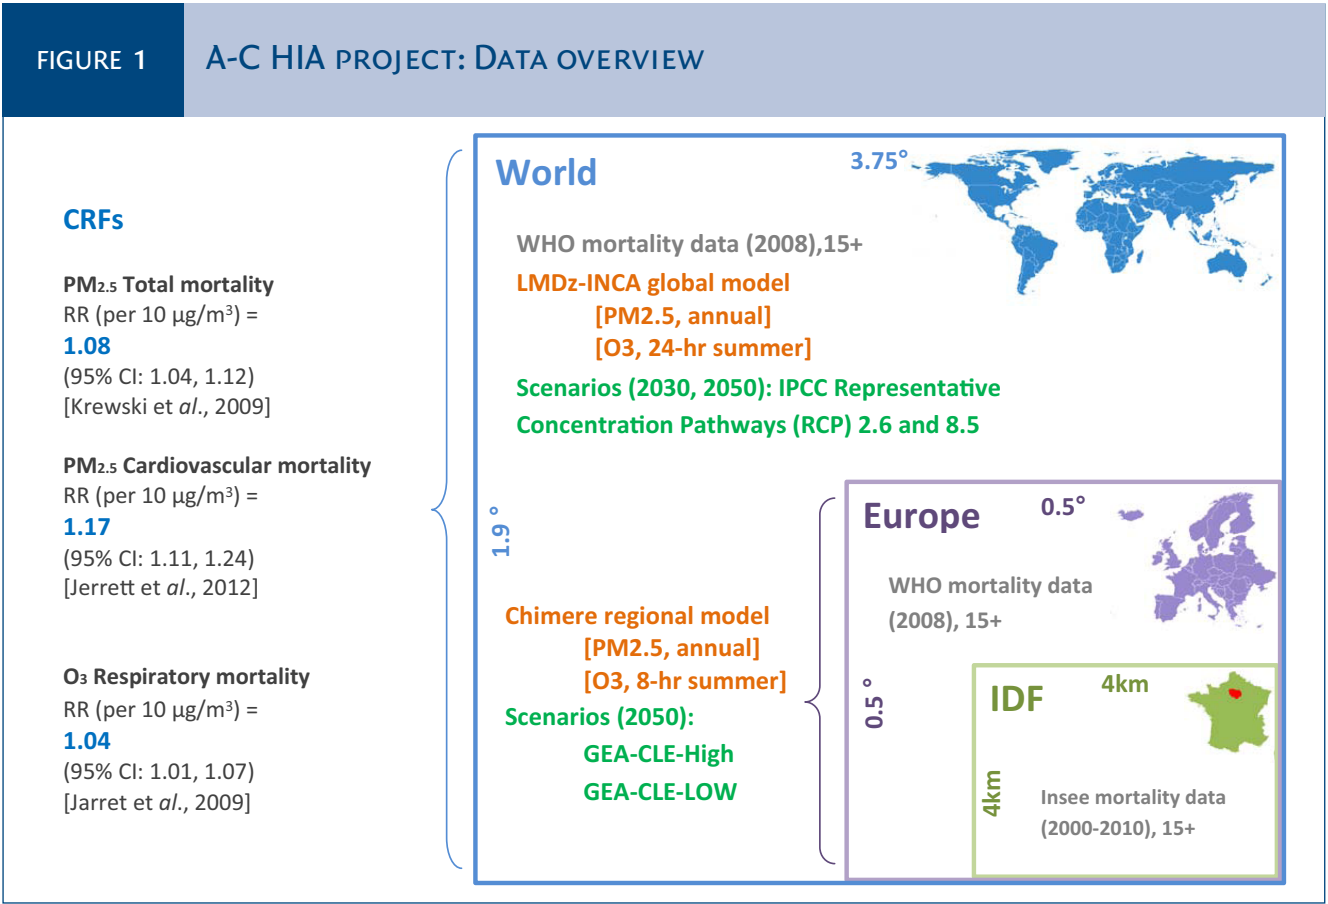 FIGURE 1
A-C HIA PROJECT: DATA OVERVIEW
CRFs
PM2.5 Total mortality
RR (per 10 µg/m³) =
1.08
(95% CI: 1.04, 1.12)
[Krewski et al., 2009]
PM2.5 Cardiovascular mortality
RR (per 10 µg/m³) =
1.17
(95% CI: 1.11, 1.24)
[Jerrett et al., 2012]
O3 Respiratory mortality
RR (per 10 µg/m³) =
1.04
(95% CI: 1.01, 1.07)
[Jarret et al., 2009]
World
3.75°
WHO mortality data (2008),15+
LMDz-INCA global model
[PM2.5, annual]
[O3, 24-hr summer]
Scenarios (2030, 2050): IPCC Representative
Concentration Pathways (RCP) 2.6 and 8.5
1.9 °
Chimere regional model
[PM2.5, annual]
[O3, 8-hr summer]
Scenarios (2050):
GEA-CLE-High
GEA-CLE-LOW
Europe
0.5°
WHO mortality data
(2008), 15+
0.5 °
IDF
4km
4km
Insee mortality data
(2000-2010), 15+